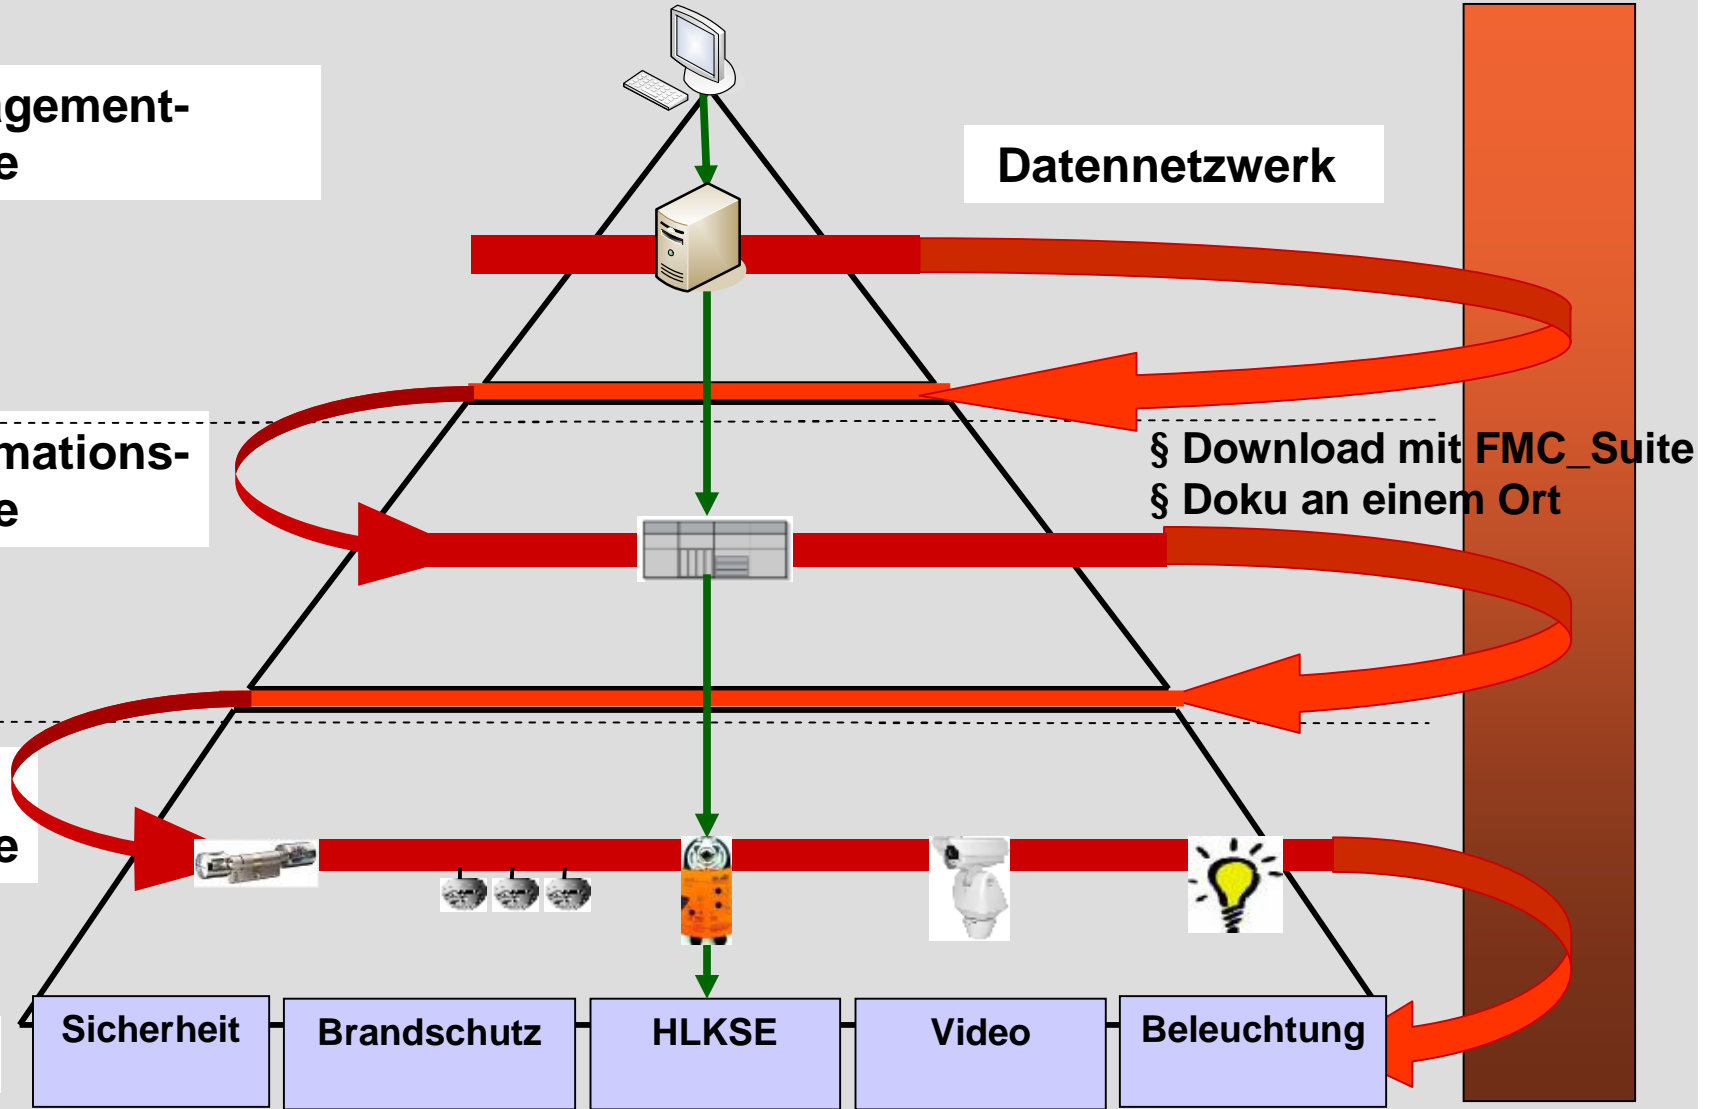 agement-
e
Datennetzwerk
mations-
e
§ Download mit FMC_Suite
§ Doku an einem Ort
e
Sicherheit
Brandschutz
HLKSE
Video
Beleuchtung